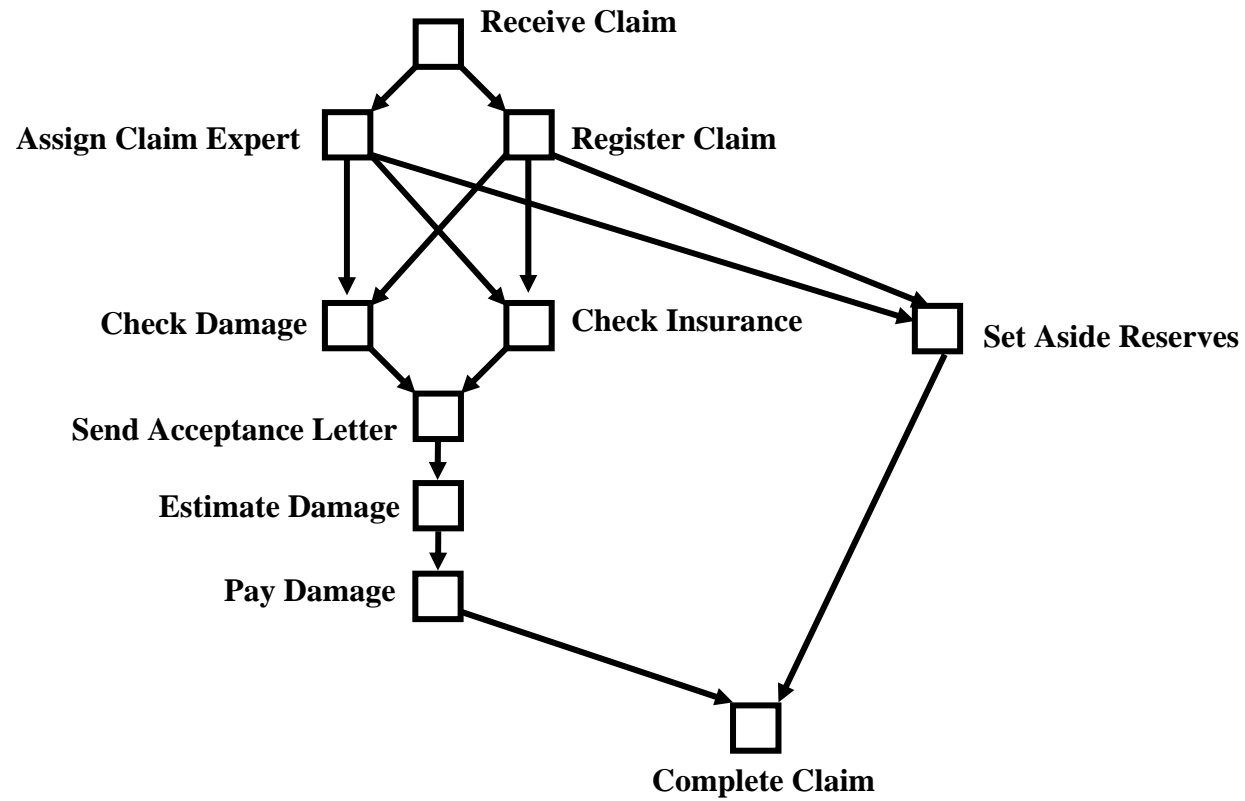 Receive Claim
Assign Claim Expert
Register Claim
Check Damage
Check Insurance
Set Aside Reserves
Send Acceptance Letter
Estimate Damage
Pay Damage
Complete Claim